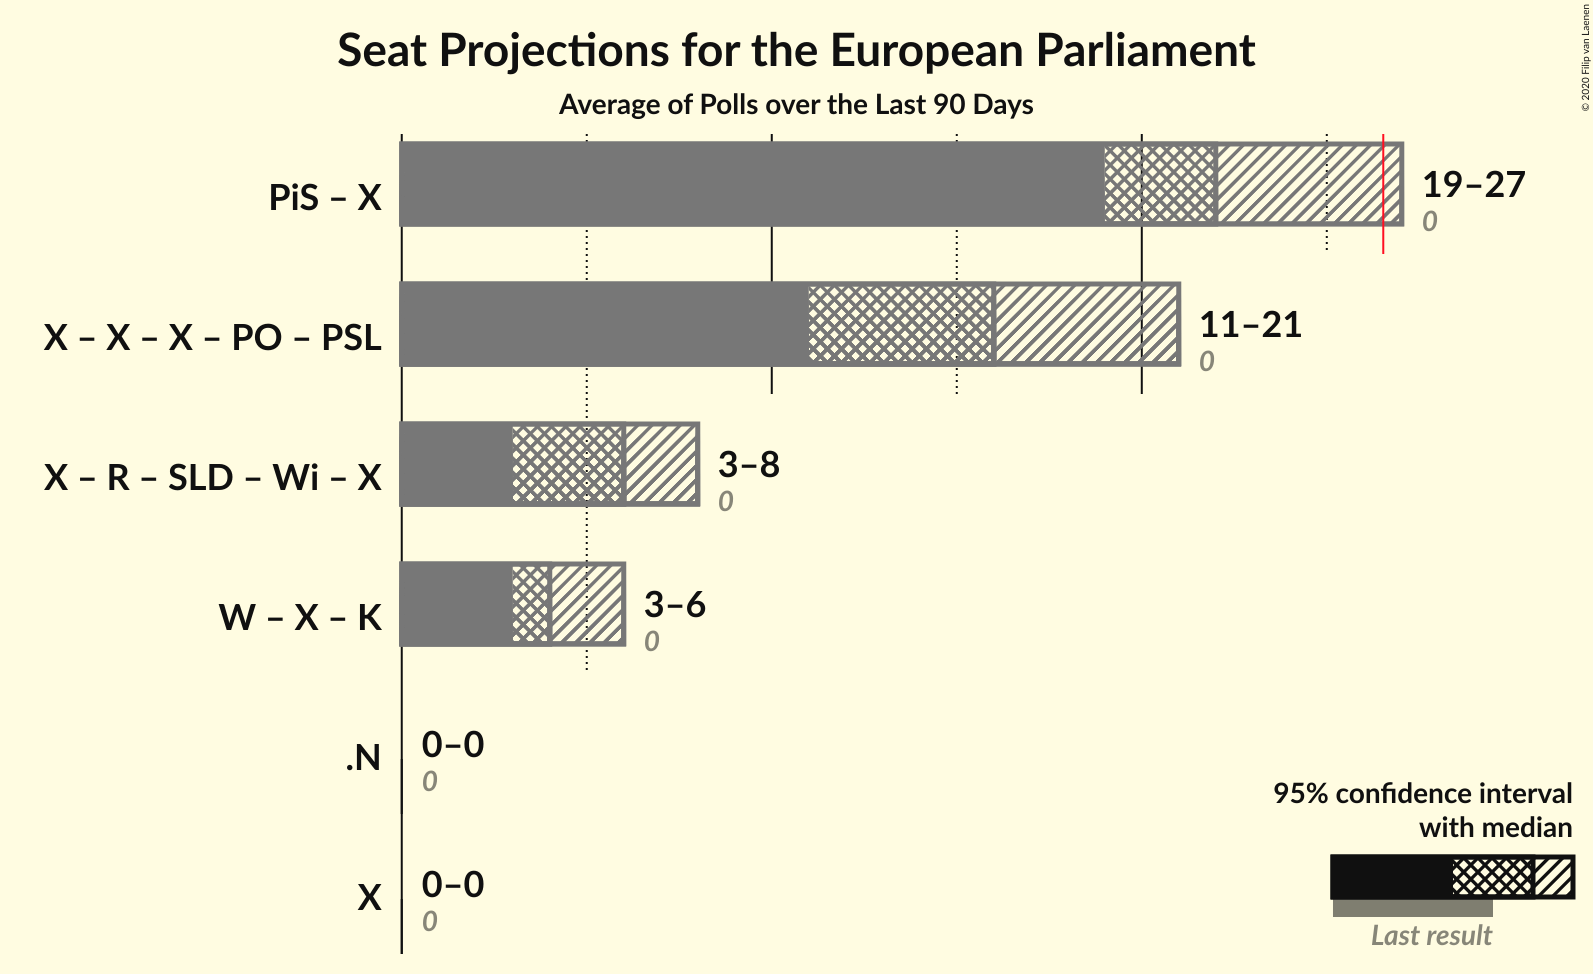 Seat Projections for the European Parliament
Average of Polls over the Last 90 Days
© 2020 Filip van Laenen
PiS – X
19–27
0
X – X – X – PO – PSL
11–21
0
X – R – SLD – Wi – X
3–8
0
W – X – K
3–6
0
.N
0–0
0
X
0–0
0
95% confidence interval
with median
Last result